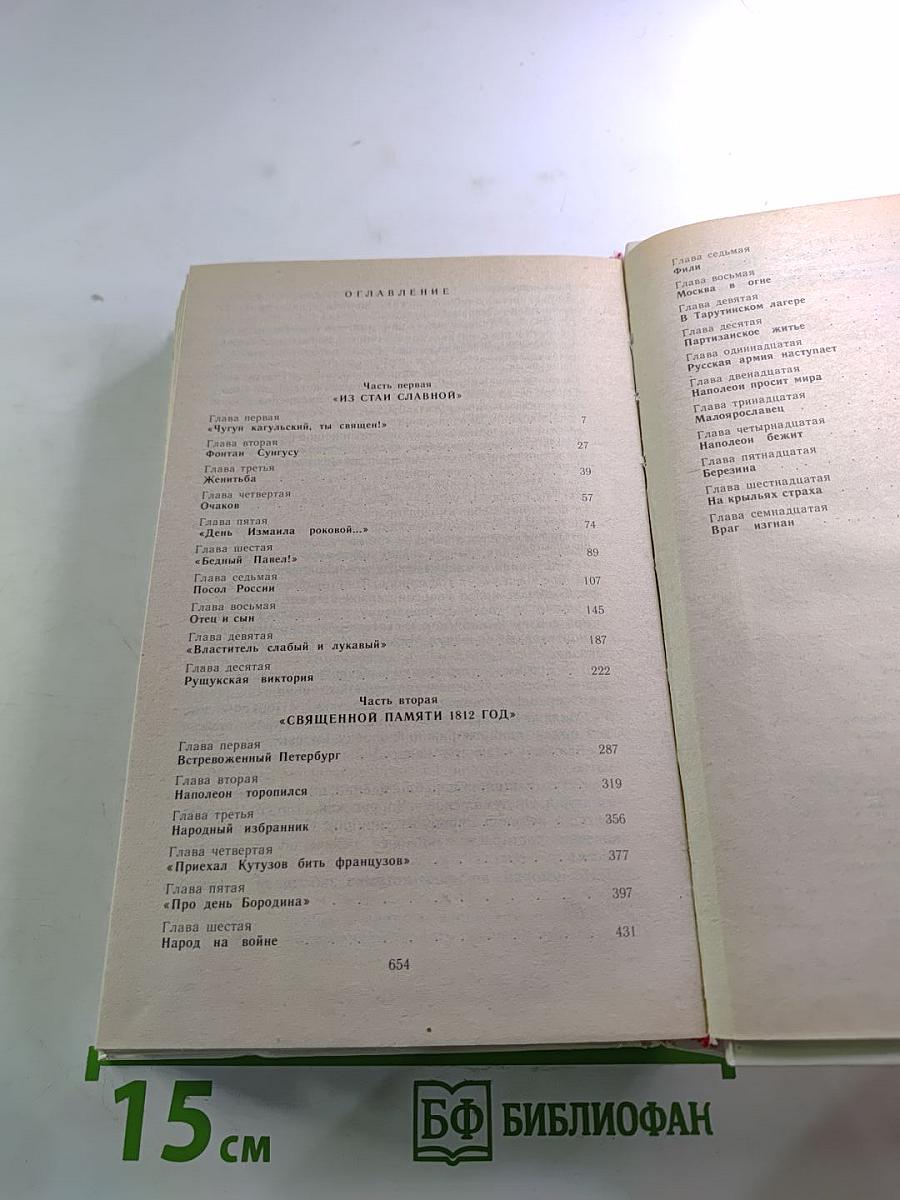 ОГЛАВЛЕНИЕ
Часть первая
«ИЗ СТАИ СЛАВНОЙ»
Глава первая
«Чугун кагульский, ты священ!» 7
Глава вторая
Фонтан Сунгусу 27
Глава третья
Женитьба 39
Глава четвертая
Очаков 57
Глава пятая
«День Измаила роковой...» 74
Глава шестая
«Бедный Павел!» 89
Глава седьмая
Посол России 107
Глава восьмая
Отец и сын 145
Глава девятая
«Властитель слабый и лукавый» 187
Глава десятая
Рущукская виктория 222
Часть вторая
«СВЯЩЕННОЙ ПАМЯТИ 1812 ГОД»
Глава первая
Встревоженный Петербург 287
Глава вторая
Наполеон торопился 319
Глава третья
Народный избранник 356
Глава четвертая
«Приехал Кутузов бить французов» 377
Глава пятая
«Про день Бородина» 397
Глава шестая
Народ на войне 431
654
Глава седьмая
Фили
Глава восьмая
Москва в огне
Глава девятая
В Тарутинском лагере
Глава десятая
Партизанское житье
Глава одиннадцатая
Русская армия наступает
Глава двенадцатая
Наполеон просит мира
Глава тринадцатая
Малоярославец
Глава четырнадцатая
Наполеон бежит
Глава пятнадцатая
Березина
Глава шестнадцатая
На крыльях страха
Глава семнадцатая
Враг изгнан
15 см
БФ БИБЛИОФАН